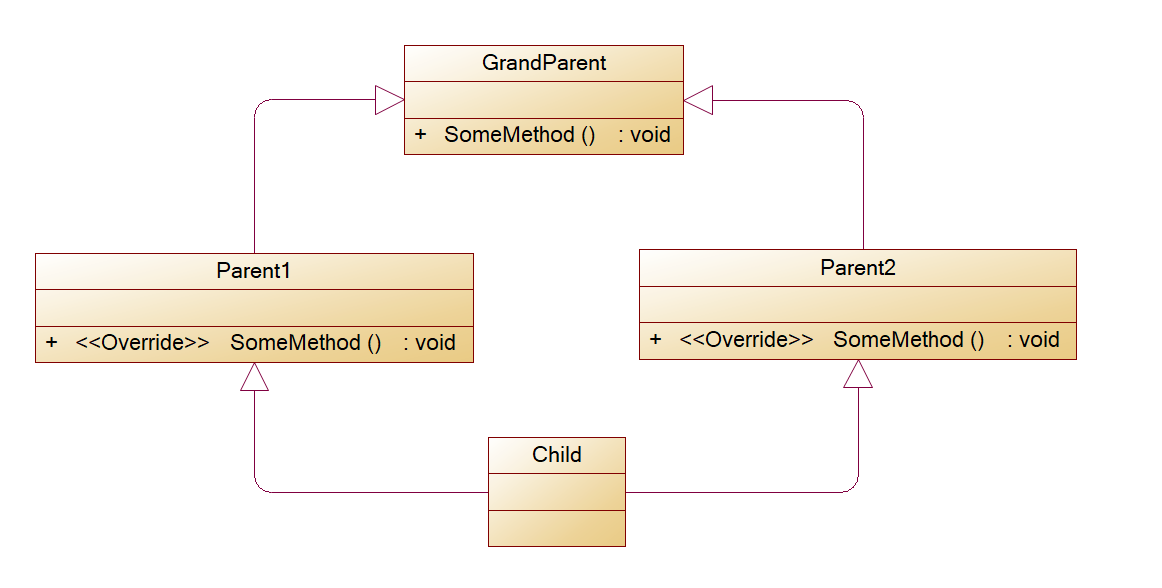 GrandParent
+ SomeMethod () : void
Parent1
+ <<Override>> SomeMethod () : void
Parent2
+ <<Override>> SomeMethod () : void
Child